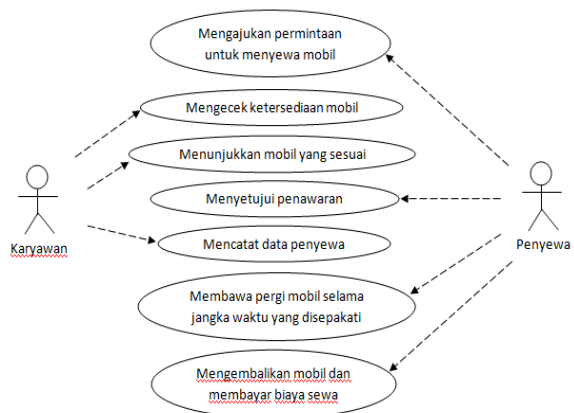 Mengajukan permintaan
untuk menyewa mobil
Mengecek ketersediaan mobil
Menunjukkan mobil yang sesuai
Menyetujui penawaran
Karyawan
Penyewa
Mencatat data penyewa
Membawa pergi mobil selama
jangka waktu yang disepakati
Mengembalikan mobil dan
membayar biaya sewa